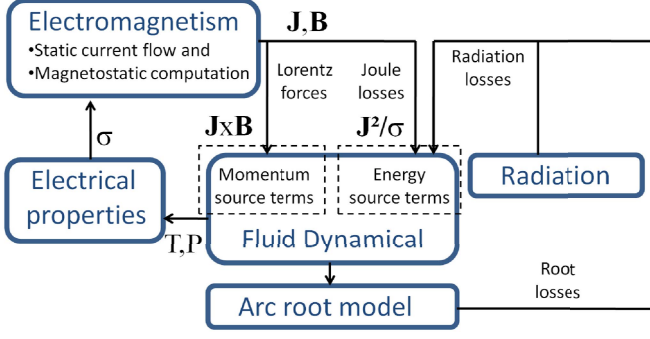 Electromagnetism
•Static current flow and
•Magnetostatic computation
J,B
Lorentz
forces
Joule
losses
Radiation
losses
JxB
J²/σ
σ
Electrical
properties
Momentum
source terms
Energy
source terms
Radiation
T,P
Fluid Dynamical
Root
losses
Arc root model